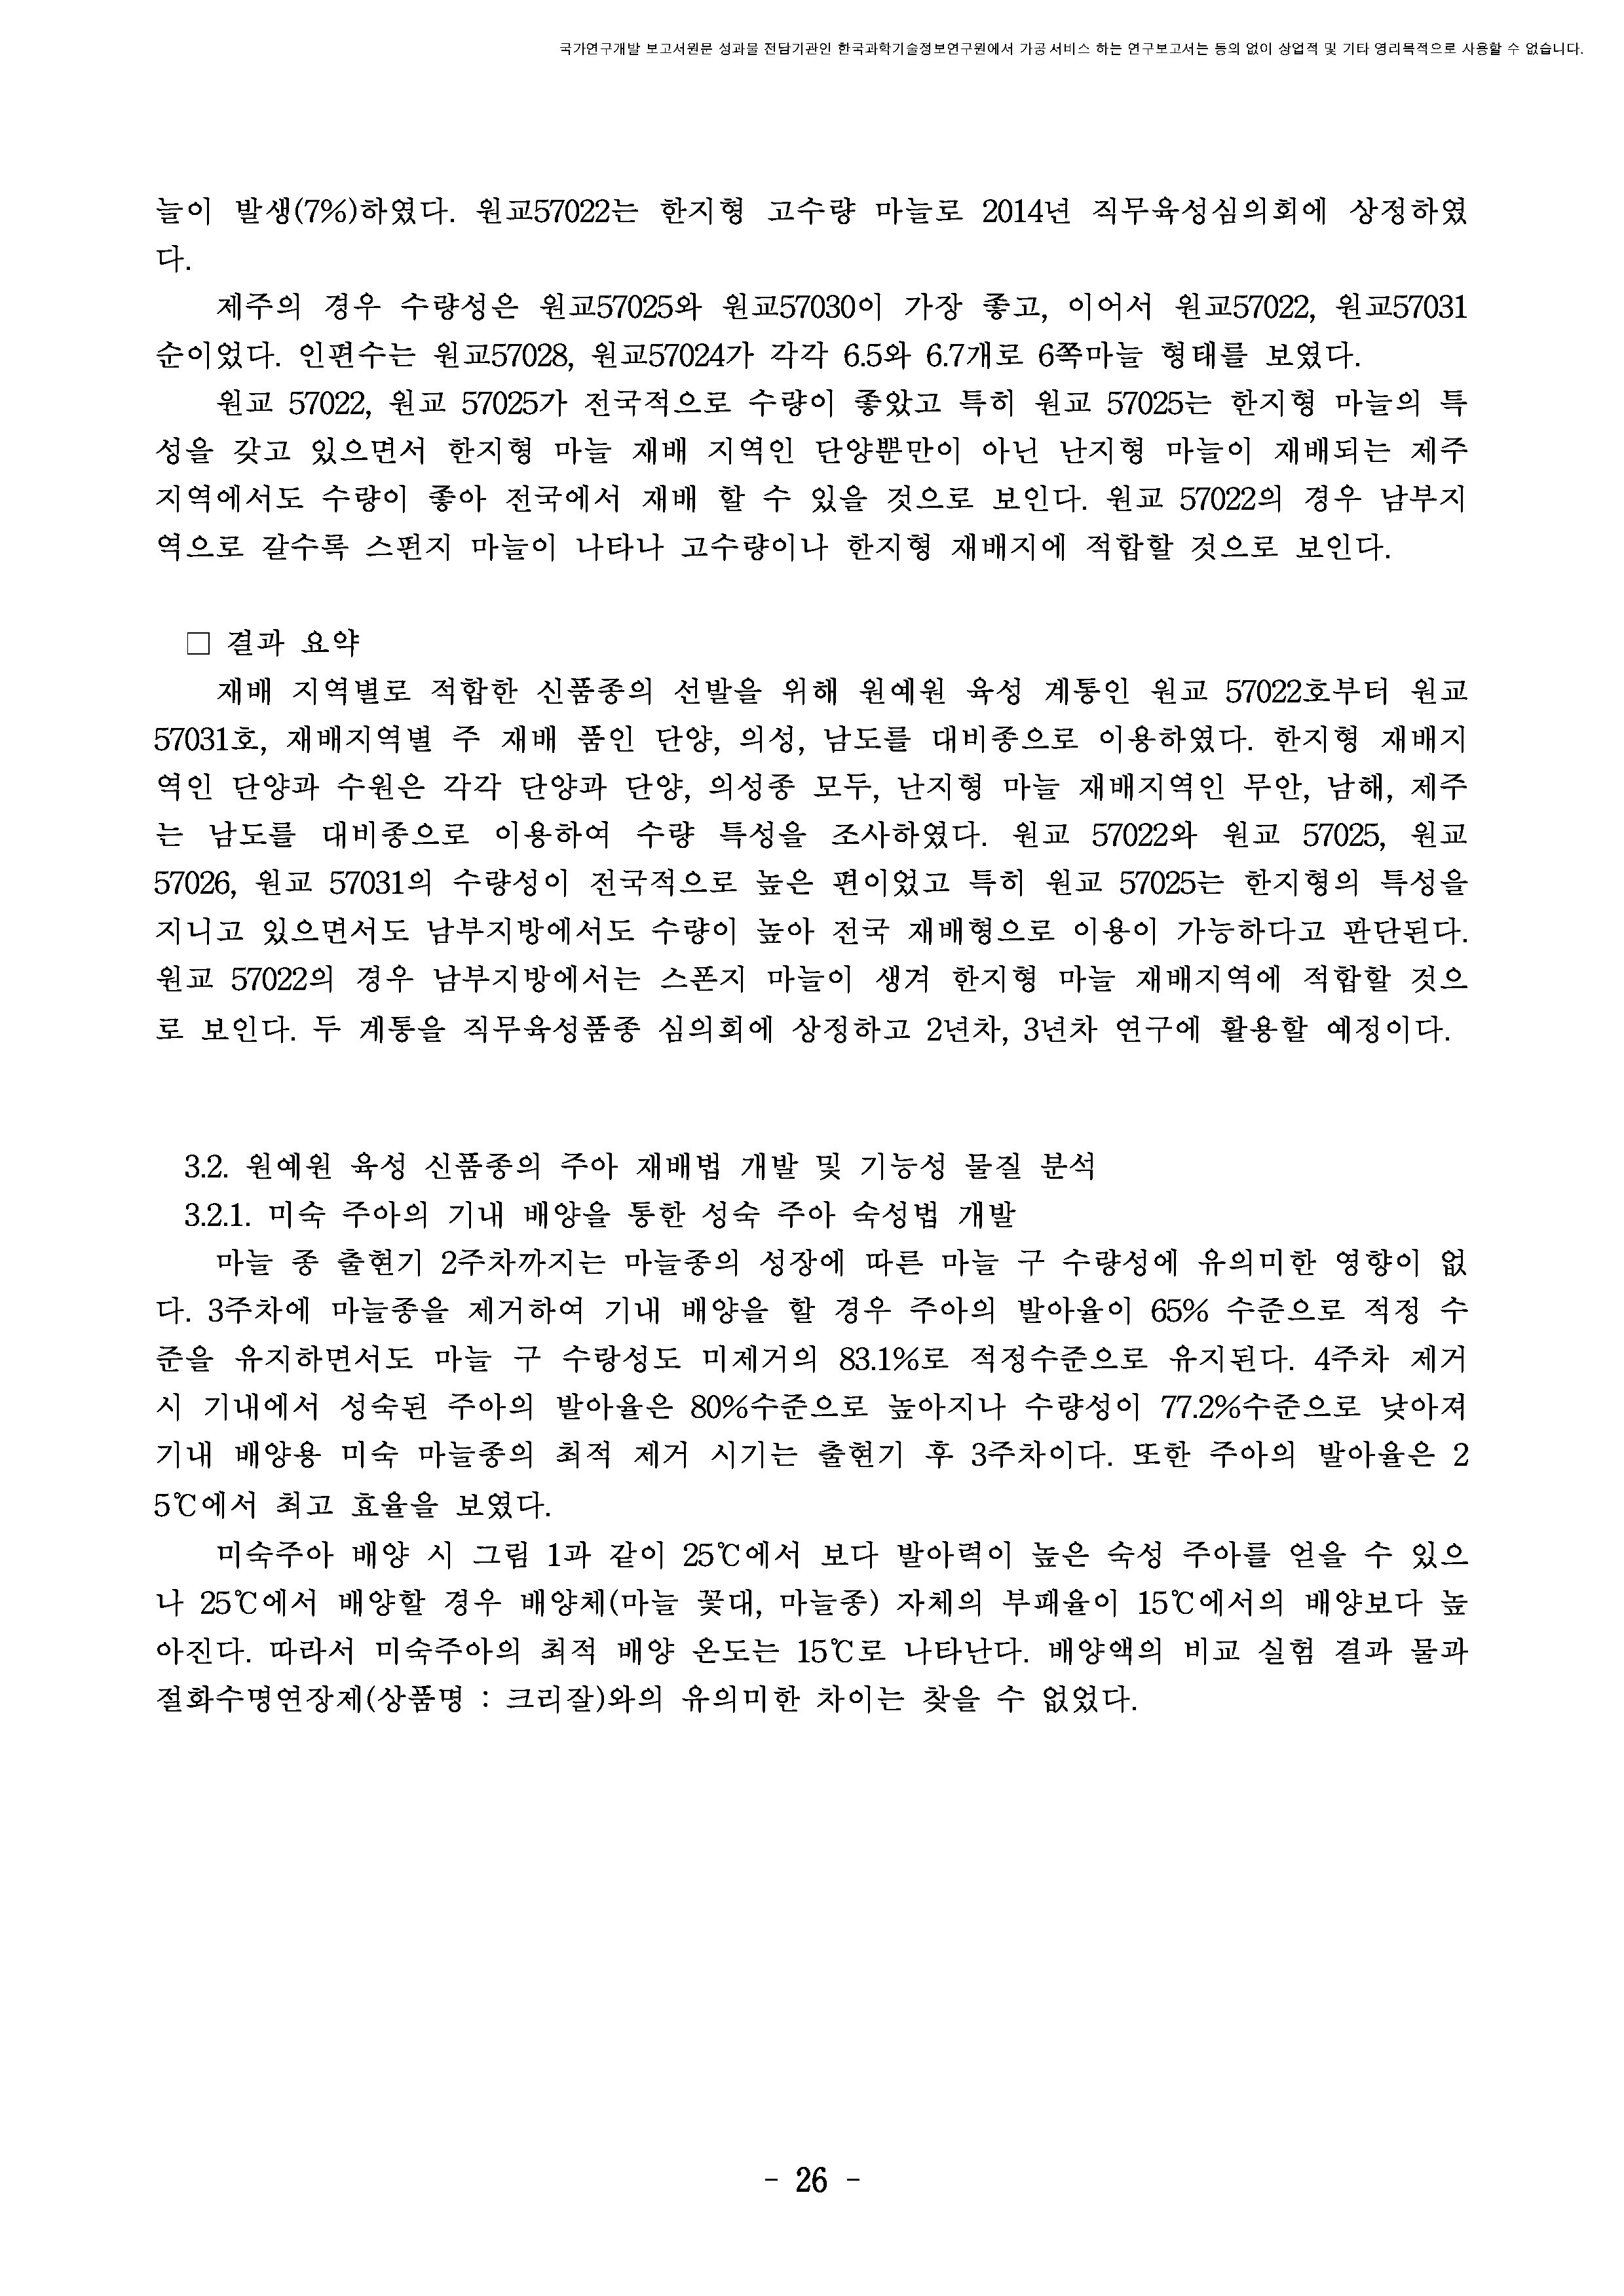 국가연구개발 보고서원문 성과물 전담기관인 한국과학기술정보연구원에서 가공·서비스 하는 연구보고서는 동의 없이 상업적 및 기타 영리목적으로 사용할 수 없습니다.
늘이 발생(7%)하였다. 원교57022는 한지형 고수량 마늘로 2014년 직무육성심의회에 상정하였
다.
제주의 경우 수량성은 원교57025와 원교57030이 가장 좋고, 이어서 원교57022, 원교57031
순이었다. 인편수는 원교57028, 원교57024가 각각 6.5와 6.7개로 6쪽마늘 형태를 보였다.
원교 57022, 원교 57025가 전국적으로 수량이 좋았고 특히 원교 57025는 한지형 마늘의 특
성을 갖고 있으면서 한지형 마늘 재배 지역인 단양뿐만이 아닌 난지형 마늘이 재배되는 제주
지역에서도 수량이 좋아 전국에서 재배 할 수 있을 것으로 보인다. 원교 57022의 경우 남부지
역으로 갈수록 스펀지 마늘이 나타나 고수량이나 한지형 재배지에 적합할 것으로 보인다.
□ 결과 요약
재배 지역별로 적합한 신품종의 선발을 위해 원예원 육성 계통인 원교 57022호부터 원교
57031호, 재배지역별 주 재배 품인 단양, 의성, 남도를 대비종으로 이용하였다. 한지형 재배지
역인 단양과 수원은 각각 단양과 단양, 의성종 모두, 난지형 마늘 재배지역인 무안, 남해, 제주
는 남도를 대비종으로 이용하여 수량 특성을 조사하였다. 원교 57022와 원교 57025, 원교
57026, 원교 57031의 수량성이 전국적으로 높은 편이었고 특히 원교 57025는 한지형의 특성을
지니고 있으면서도 남부지방에서도 수량이 높아 전국 재배형으로 이용이 가능하다고 판단된다.
원교 57022의 경우 남부지방에서는 스폰지 마늘이 생겨 한지형 마늘 재배지역에 적합할 것으
로 보인다. 두 계통을 직무육성품종 심의회에 상정하고 2년차, 3년차 연구에 활용할 예정이다.
3.2. 원예원 육성 신품종의 주아 재배법 개발 및 기능성 물질 분석
3.2.1. 미숙 주아의 기내 배양을 통한 성숙 주아 숙성법 개발
마늘 종 출현기 2주차까지는 마늘종의 성장에 따른 마늘 구 수량성에 유의미한 영향이 없
다. 3주차에 마늘종을 제거하여 기내 배양을 할 경우 주아의 발아율이 65% 수준으로 적정 수
준을 유지하면서도 마늘 구 수량성도 미제거의 83.1%로 적정수준으로 유지된다. 4주차 제거
시 기내에서 성숙된 주아의 발아율은 80%수준으로 높아지나 수량성이 77.2%수준으로 낮아져
기내 배양용 미숙 마늘종의 최적 제거 시기는 출현기 후 3주차이다. 또한 주아의 발아율은 2
5℃에서 최고 효율을 보였다.
미숙주아 배양 시 그림 1과 같이 25℃에서 보다 발아력이 높은 숙성 주아를 얻을 수 있으
나 25℃에서 배양할 경우 배양체(마늘 꽃대, 마늘종) 자체의 부패율이 15℃에서의 배양보다 높
아진다. 따라서 미숙주아의 최적 배양 온도는 15℃로 나타난다. 배양액의 비교 실험 결과 물과
절화수명연장제(상품명 : 크리잘)와의 유의미한 차이는 찾을 수 없었다.
- 26 -